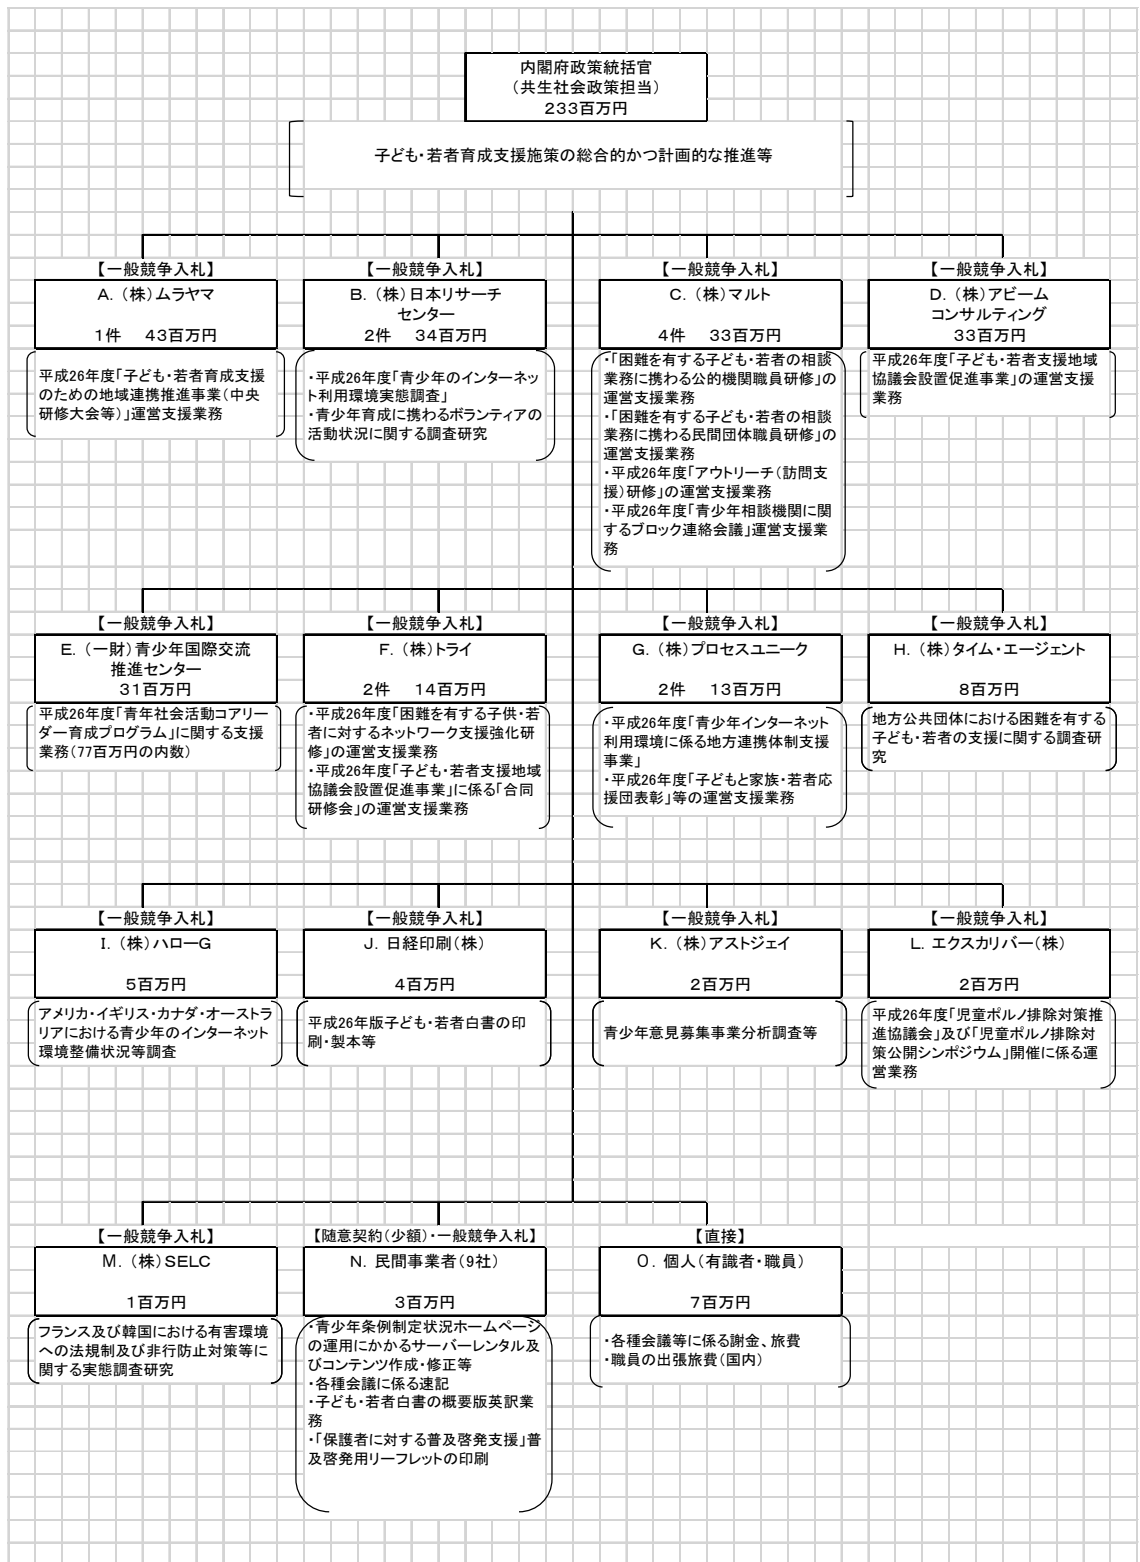 内閣府政策統括官
（共生社会政策担当）
233百万円
子ども・若者育成支援施策の総合的かつ計画的な推進等
【一般競争入札】
A．（株）ムラヤマ
1件　43百万円
平成26年度「子ども・若者育成支援
のための地域連携推進事業（中央
研修大会等）」運営支援業務
【一般競争入札】
B．（株）日本リサーチ
センター
2件　34百万円
・平成26年度「青少年のインターネッ
ト利用環境実態調査」
・青少年育成に携わるボランティアの
活動状況に関する調査研究
【一般競争入札】
C．（株）マルト
4件　33百万円
・「困難を有する子ども・若者の相談
業務に携わる公的機関職員研修」の
運営支援業務
・「困難を有する子ども・若者の相談
業務に携わる民間団体職員研修」の
運営支援業務
・平成26年度「アウトリーチ（訪問支
援）研修」の運営支援業務
・平成26年度「青少年相談機関に関
するブロック連絡会議」運営支援業
務
【一般競争入札】
D．（株）アビーム
コンサルティング
33百万円
平成26年度「子ども・若者支援地域
協議会設置促進事業」の運営支援
業務
【一般競争入札】
E．（一財）青少年国際交流
推進センター
31百万円
平成26年度「青年社会活動コアリー
ダー育成プログラム」に関する支援
業務（77百万円の内数）
【一般競争入札】
F．（株）トライ
2件　14百万円
・平成26年度「困難を有する子供・若
者に対するネットワーク支援強化研
修」の運営支援業務
・平成26年度「子ども・若者支援地域
協議会設置促進事業」に係る「合同
研修会」の運営支援業務
【一般競争入札】
G．（株）プロセスユニーク
2件　13百万円
・平成26年度「青少年インターネット
利用環境に係る地方連携体制支援
事業」
・平成26年度「子どもと家族・若者応
援団表彰」等の運営支援業務
【一般競争入札】
H．（株）タイム・エージェント
8百万円
地方公共団体における困難を有する
子ども・若者の支援に関する調査研
究
【一般競争入札】
I．（株）ハローG
5百万円
アメリカ・イギリス・カナダ・オーストラ
リアにおける青少年のインターネット
環境整備状況等調査
【一般競争入札】
J．日経印刷（株）
4百万円
平成26年版子ども・若者白書の印
刷・製本等
【一般競争入札】
K．（株）アストジェイ
2百万円
青少年意見募集事業分析調査等
【一般競争入札】
L．エクスカリバー（株）
2百万円
平成26年度「児童ポルノ排除対策推
進協議会」及び「児童ポルノ排除対
策公開シンポジウム」開催に係る運
営業務
【一般競争入札】
M．（株）SELC
1百万円
フランス及び韓国における有害環境
への法規制及び非行防止対策等に
関する実態調査研究
【随意契約（少額）・一般競争入札】
N．民間事業者（9社）
3百万円
・青少年条例制定状況ホームページ
の運用にかかるサーバーレンタル及
びコンテンツ作成・修正等
・各種会議に係る速記
・子ども・若者白書の概要版英訳業
務
・「保護者に対する普及啓発支援」普
及啓発用リーフレットの印刷
【直接】
O．個人（有識者・職員）
7百万円
・各種会議等に係る謝金、旅費
・職員の出張旅費（国内）